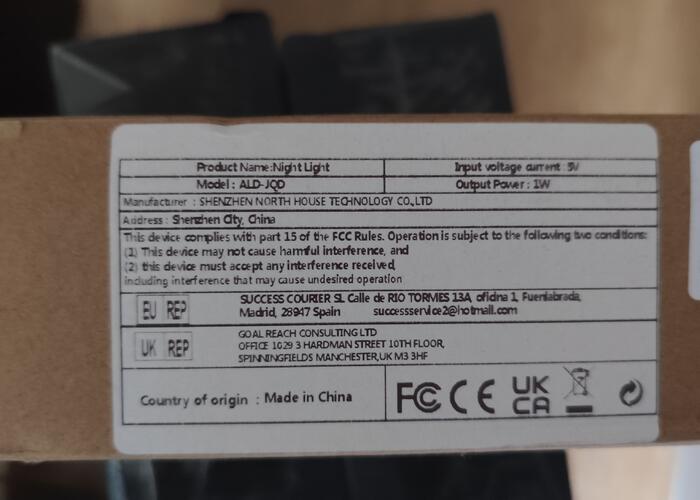 Product Name:Night Light
Input voltage current : 5V
Model : ALD-JQD
Output Power : 1W
Manufacturer : SHENZHEN NORTH HOUSE TECHNOLOGY CO.,LTD
Address : Shenzhen City, China
This device complies with part 15 of the FCC Rules. Operation is subject to the following two conditions:
(1) This device may not cause harmful interference, and
(2) this device must accept any interference received,
including interference that may cause undesired operation
EU REP
SUCCESS COURIER SL Calle de RIO TORMES 13A, oficina 1, Fuenlabrada,
Madrid, 28947 Spain successservice2@hotmail.com
UK REP
GOAL REACH CONSULTING LTD
OFFICE 1029 3 HARDMAN STREET 10TH FLOOR,
SPINNINGFIELDS MANCHESTER,UK M3 3HF
Country of origin : Made in China
FC CE UK
CA